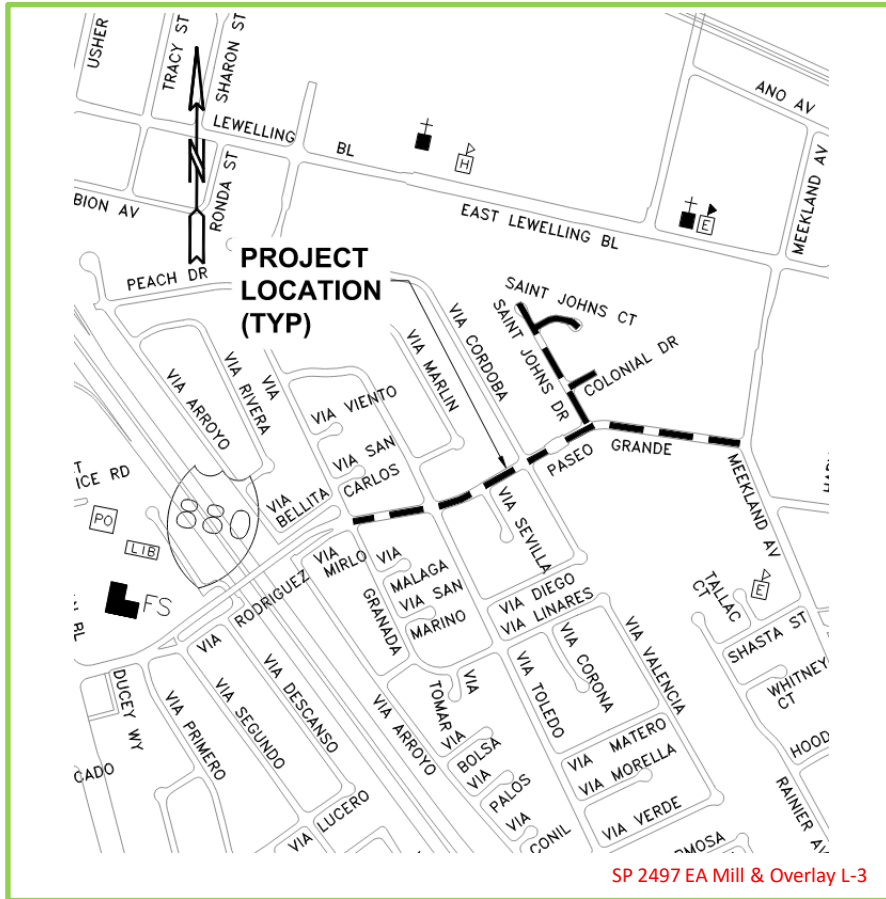 USHER
TRACY ST
SHARON ST
LEWELLING
BL
ANO AV
MEEKLAND AV
RONDA ST
N
BION AV
H
E
EAST LEWELLING BL
PEACH DR
PROJECT
LOCATION
(TYP)
SAINT JOHNS CT
SAINT JOHNS DR
COLONIAL DR
VIA CORDOBA
VIA MARLIN
VIA RIVERA
VIA
BELLITA
VIA ARROYO
VIA VIENTO
VIA SAN
CARLOS
PASEO
GRANDE
MEEKLAND AV
ICE RD
PO
LIB
FS
880
VIA SEVILLA
VIA
MIRLO
VIA
MALAGA
VIA SAN
MARINO
GRANADA
VIA
RODRIGUEZ
VIA DIEGO
VIA LINARES
TALLAC
CT
E
SHASTA ST
WHITNEY
CT
HOOD
RAINIER AV
VIA VALENCIA
VIA CORONA
VIA TOLEDO
VIA
TOMAR
VIA
BOLSA
VIA
PALOS
VIA
CONIL
VIA ARROYO
VIA DESCANSO
VIA SEGUNDO
VIA PRIMERO
DUCEY WY
CADO
VIA LUCERO
VIA MATERO
VIA MORELLA
VIA VERDE
SP 2497 EA Mill & Overlay L-3